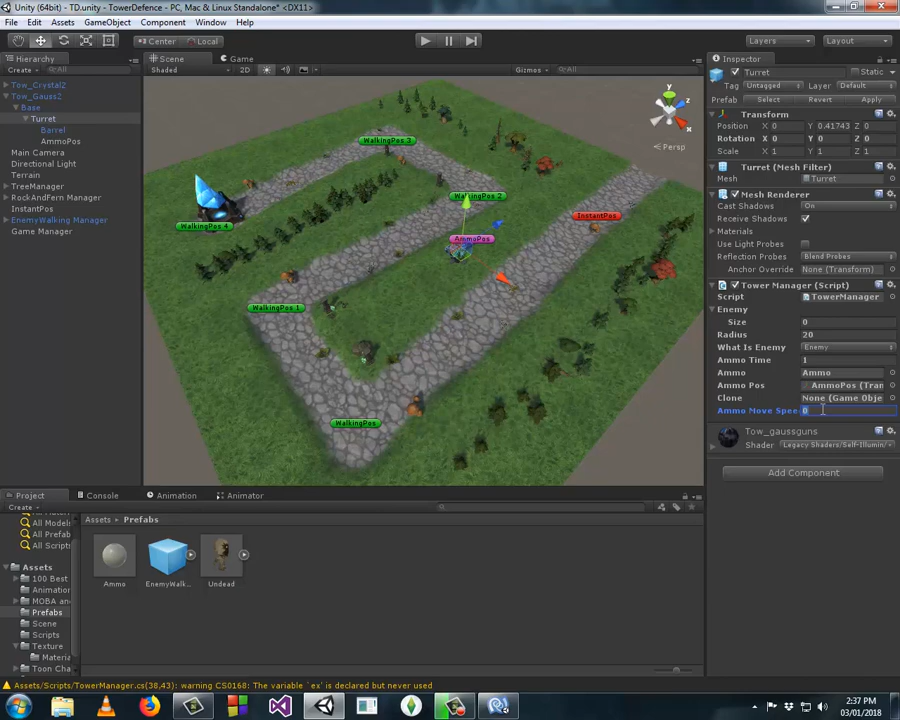 Unity (64bit) - TD.unity - TowerDefence - PC, Mac & Linux Standalone* <DX11>
File Edit Assets GameObject Component Window Help
Center Local Layers Layout
Hierarchy
Create All
Tow_Crystal2
Tow_Gauss2
Base
Turret
Barrel
AmmoPos
Main Camera
Directional Light
Terrain
TreeManager
RockAndFern Manager
InstantPos
EnemyWalking Manager
Game Manager
Scene Game
Shaded 2D Gizmos All
WalkingPos 3
WalkingPos 2
WalkingPos 4
InstantPos
AmmoPos
WalkingPos 1
WalkingPos
y
z
x
Persp
Inspector
Turret Static
Tag Untagged Layer Default
Prefab Select Revert Apply
Transform
Position X 0 Y 0.41743 Z 0
Rotation X 0 Y 0 Z 0
Scale X 1 Y 1 Z 1
Turret (Mesh Filter)
Mesh Turret
Mesh Renderer
Cast Shadows On
Receive Shadows
Materials
Use Light Probes
Reflection Probes Blend Probes
Anchor Override None (Transform)
Tower Manager (Script)
Script TowerManager
Enemy
Size 0
Radius 20
What Is Enemy Enemy
Ammo Time 1
Ammo Ammo
Ammo Pos AmmoPos (Tran
Clone None (Game Obje
Ammo Move Spee 0
Tow_gaussguns
Shader Legacy Shaders/Self-Illumin/
Add Component
Project Console Animation Animator
Create
All Models
All Prefab
All Scripts
Assets
100 Best
Animation
MOBA and
Prefabs
Scene
Scripts
Texture
Materia
Toon Cha
Assets Prefabs
Ammo EnemyWalk... Undead
Assets/Scripts/TowerManager.cs(38,43): warning CS0168: The variable `ex' is declared but never used
2:37 PM
03/01/2018